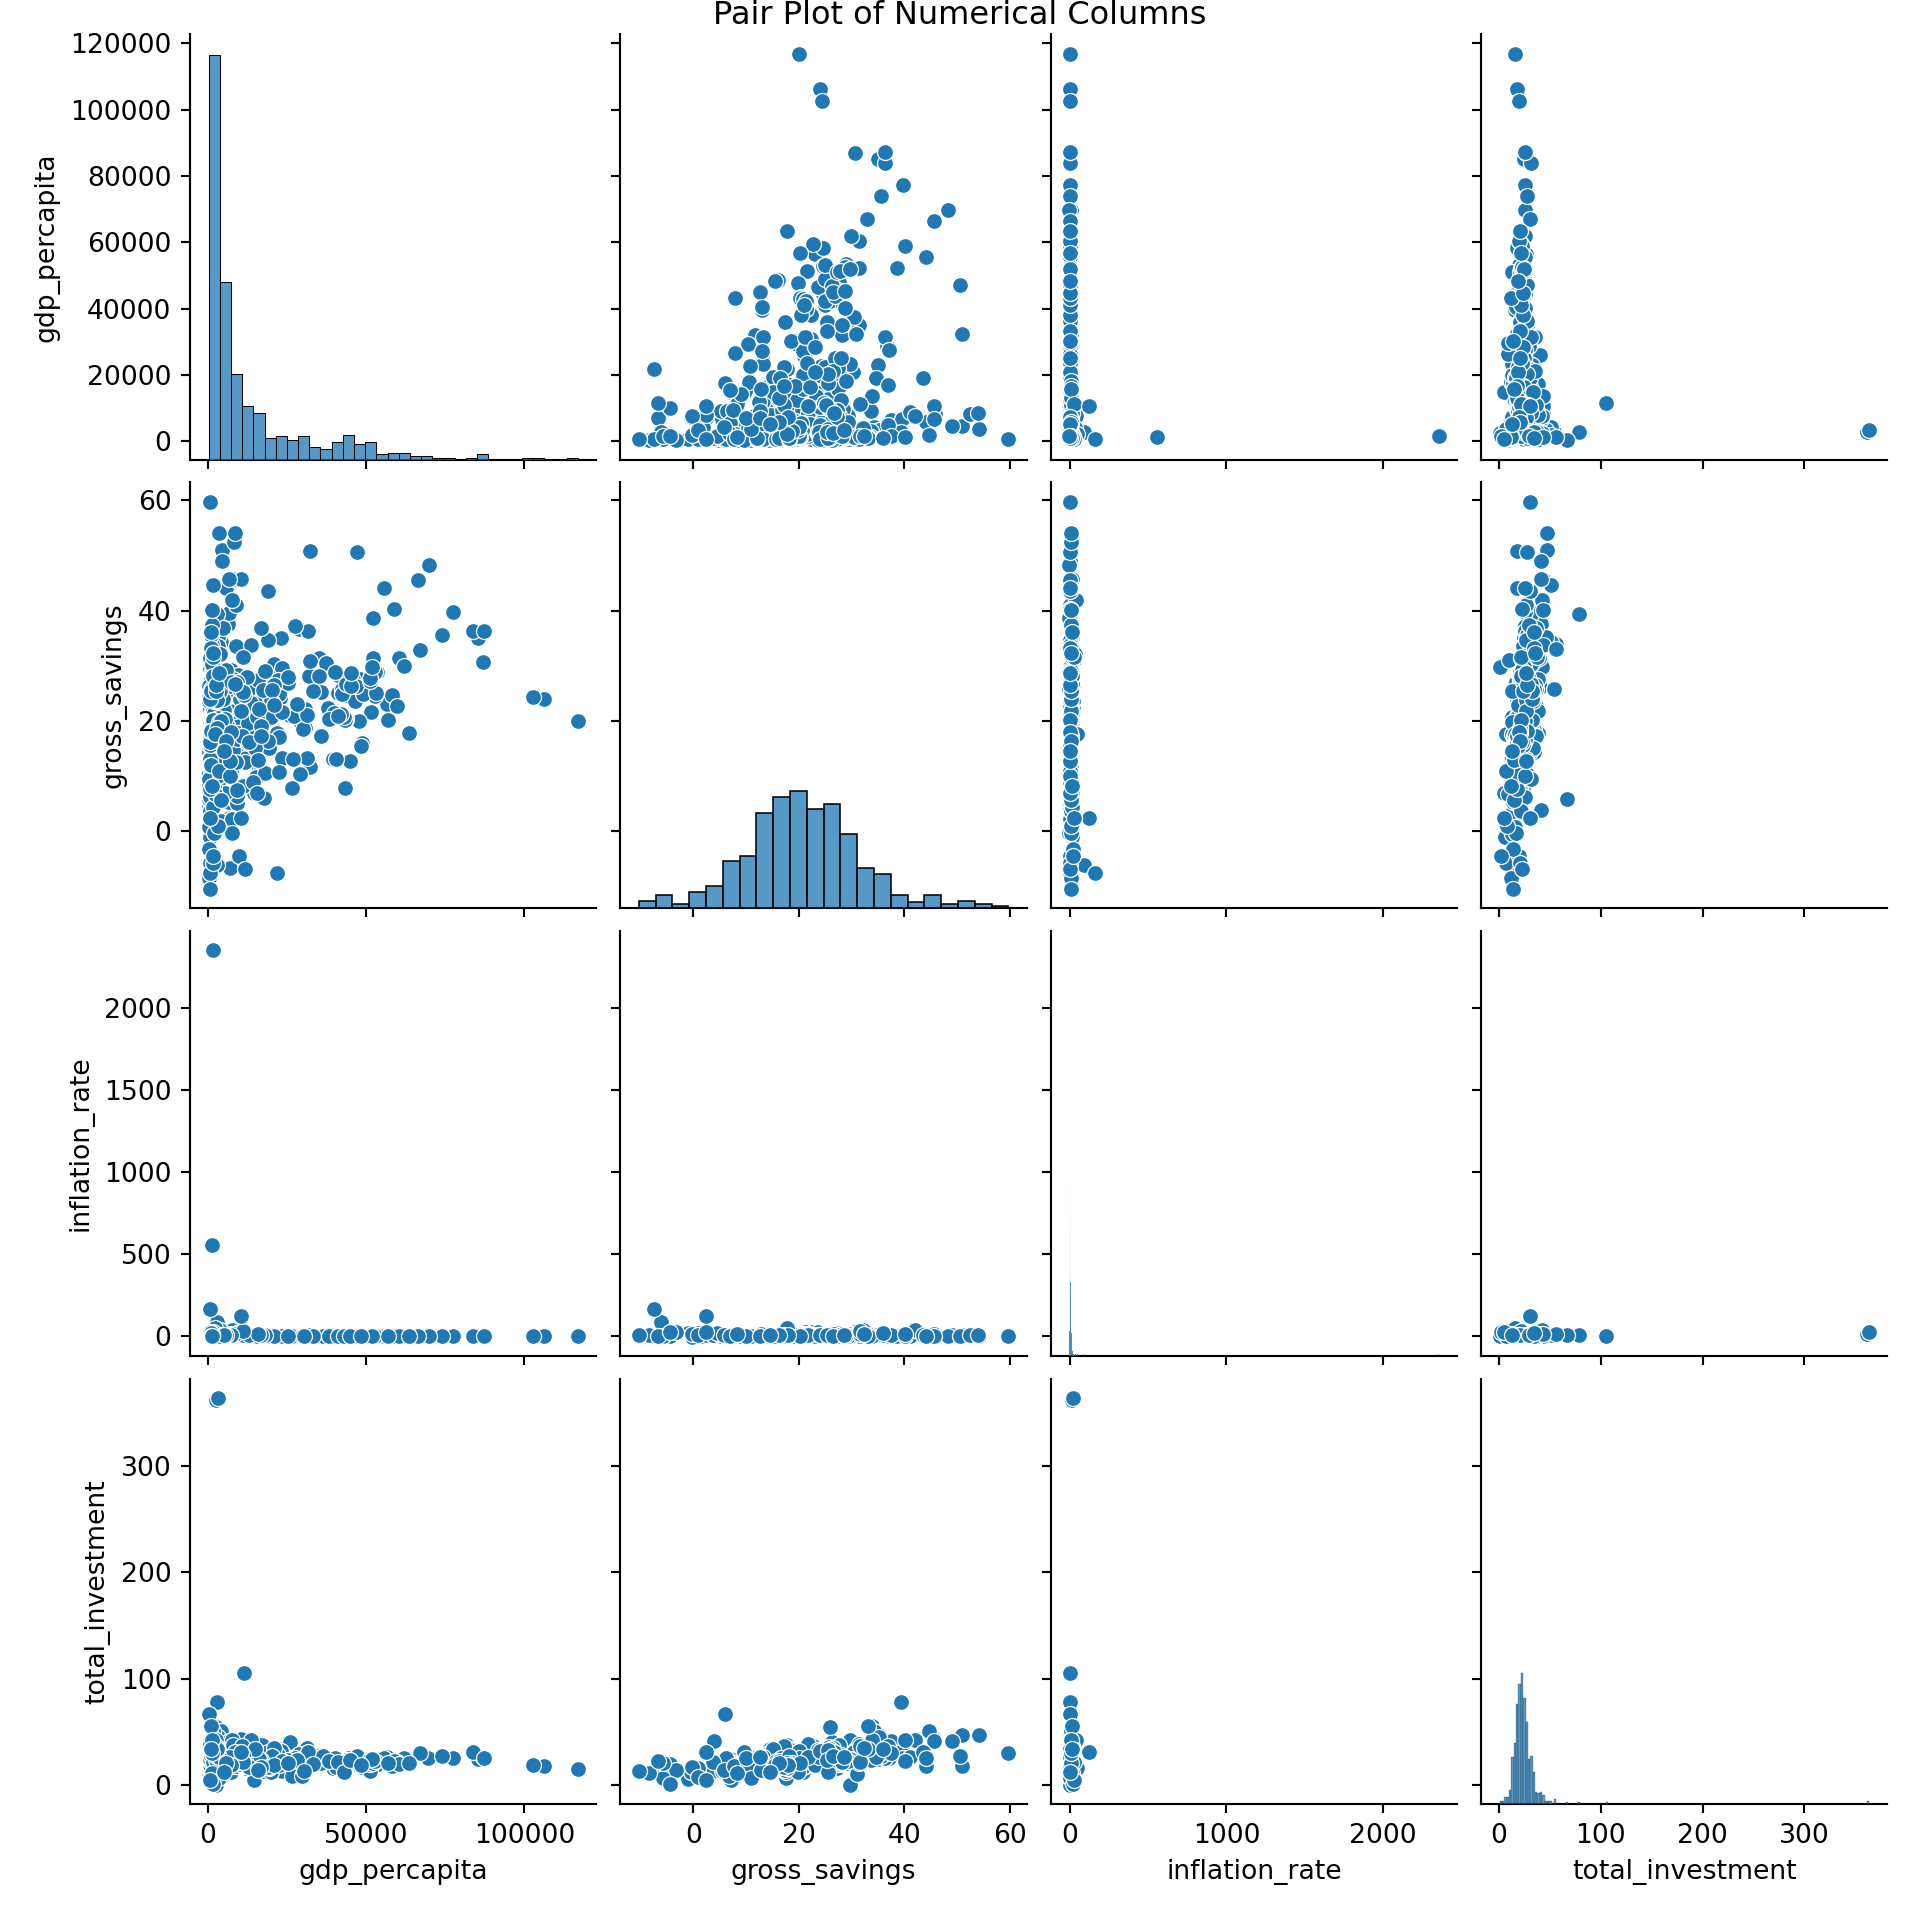 Pair Plot of Numerical Columns
120000
100000
80000
60000
40000
20000
0
gdp_percapita
60
40
20
0
gross_savings
2000
1500
1000
500
0
inflation_rate
300
200
100
0
total_investment
0 50000 100000
0 20 40 60
0 1000 2000
0 100 200 300
gdp_percapita
gross_savings
inflation_rate
total_investment